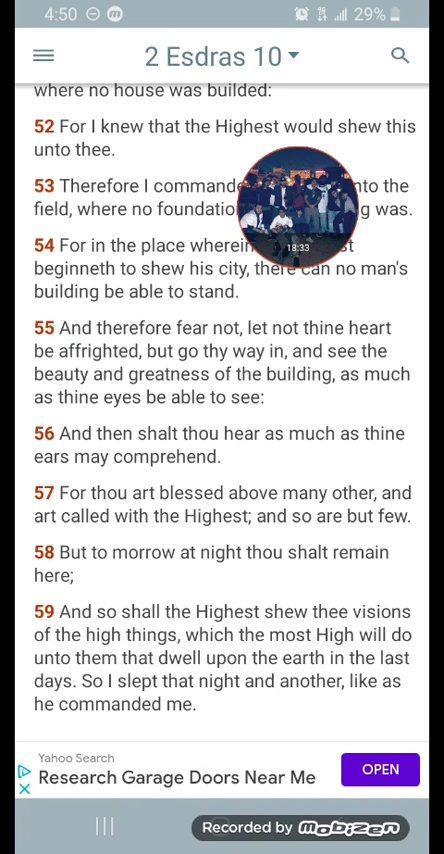 4:50 29%
2 Esdras 10
where no house was builded:
52 For I knew that the Highest would shew this
unto thee.
53 Therefore I command nto the
field, where no foundatio g was.
54 For in the place wherein st
18:33
beginneth to shew his city, there can no man's
building be able to stand.
55 And therefore fear not, let not thine heart
be affrighted, but go thy way in, and see the
beauty and greatness of the building, as much
as thine eyes be able to see:
56 And then shalt thou hear as much as thine
ears may comprehend.
57 For thou art blessed above many other, and
art called with the Highest; and so are but few.
58 But to morrow at night thou shalt remain
here;
59 And so shall the Highest shew thee visions
of the high things, which the most High will do
unto them that dwell upon the earth in the last
days. So I slept that night and another, like as
he commanded me.
Yahoo Search
Research Garage Doors Near Me
OPEN
Recorded by Mobizen